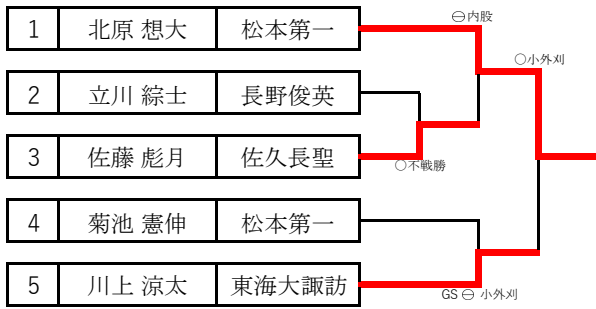 ⊖内股
1 北原 想大 松本第一
○小外刈
2 立川 綜士 長野俊英
3 佐藤 彪月 佐久長聖
○不戦勝
4 菊池 憲伸 松本第一
5 川上 涼太 東海大諏訪
GS ⊖ 小外刈